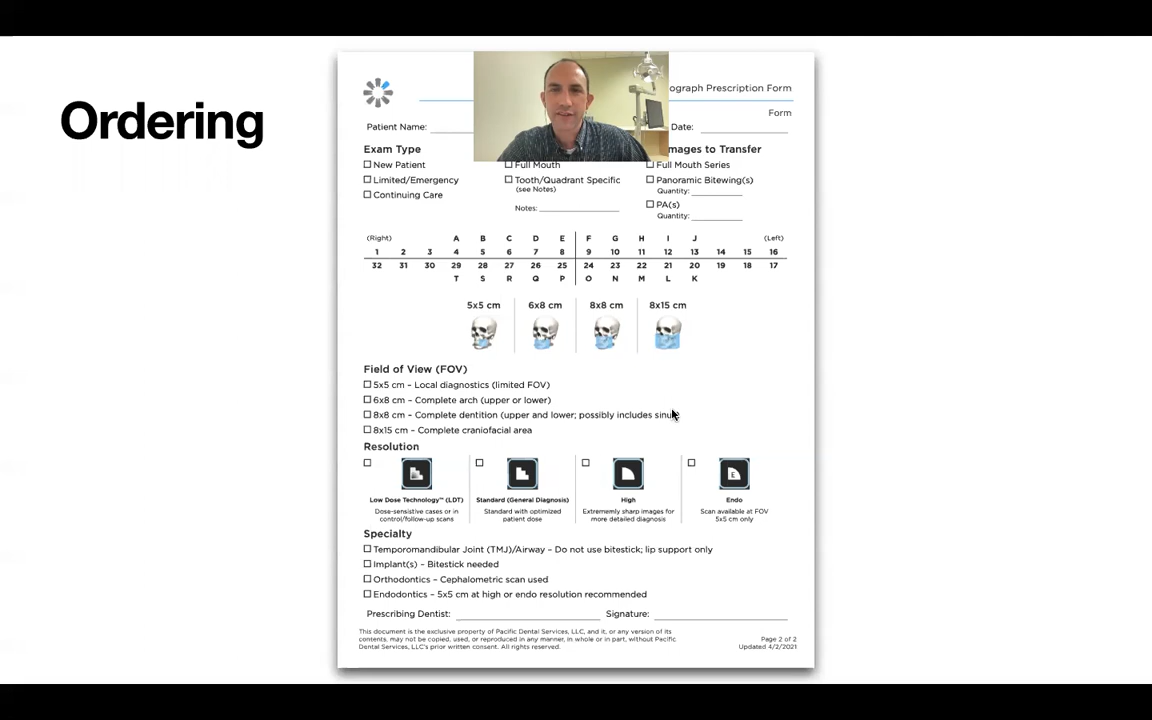 Ordering
ograph Prescription Form
Form
Patient Name:
Date:
Exam Type
mages to Transfer
New Patient
Full Mouth
Full Mouth Series
Limited/Emergency
Tooth/Quadrant Specific
Panoramic Bitewing(s)
(see Notes)
Quantity:
Continuing Care
PA(s)
Notes:
Quantity:
(Right) A B C D E F G H I J (Left)
1 2 3 4 5 6 7 8 9 10 11 12 13 14 15 16
32 31 30 29 28 27 26 25 24 23 22 21 20 19 18 17
T S R Q P O N M L K
5x5 cm 6x8 cm 8x8 cm 8x15 cm
Field of View (FOV)
5x5 cm – Local diagnostics (limited FOV)
6x8 cm – Complete arch (upper or lower)
8x8 cm – Complete dentition (upper and lower; possibly includes sinu
8x15 cm – Complete craniofacial area
Resolution
E
Low Dose Technology™ (LDT) Standard (General Diagnosis) High Endo
Dose-sensitive cases or in
control/follow-up scans
Standard with optimized
patient dose
Extrememly sharp images for
more detailed diagnosis
Scan available at FOV
5x5 cm only
Specialty
Temporomandibular Joint (TMJ)/Airway – Do not use bitestick; lip support only
Implant(s) – Bitestick needed
Orthodontics – Cephalometric scan used
Endodontics – 5x5 cm at high or endo resolution recommended
Prescribing Dentist: Signature:
This document is the exclusive property of Pacific Dental Services, LLC, and it, or any version of its
contents, may not be copied, used, or reproduced in any manner, in whole or in part, without Pacific
Dental Services, LLC's prior written consent. All rights reserved.
Page 2 of 2
Updated 4/2/2021